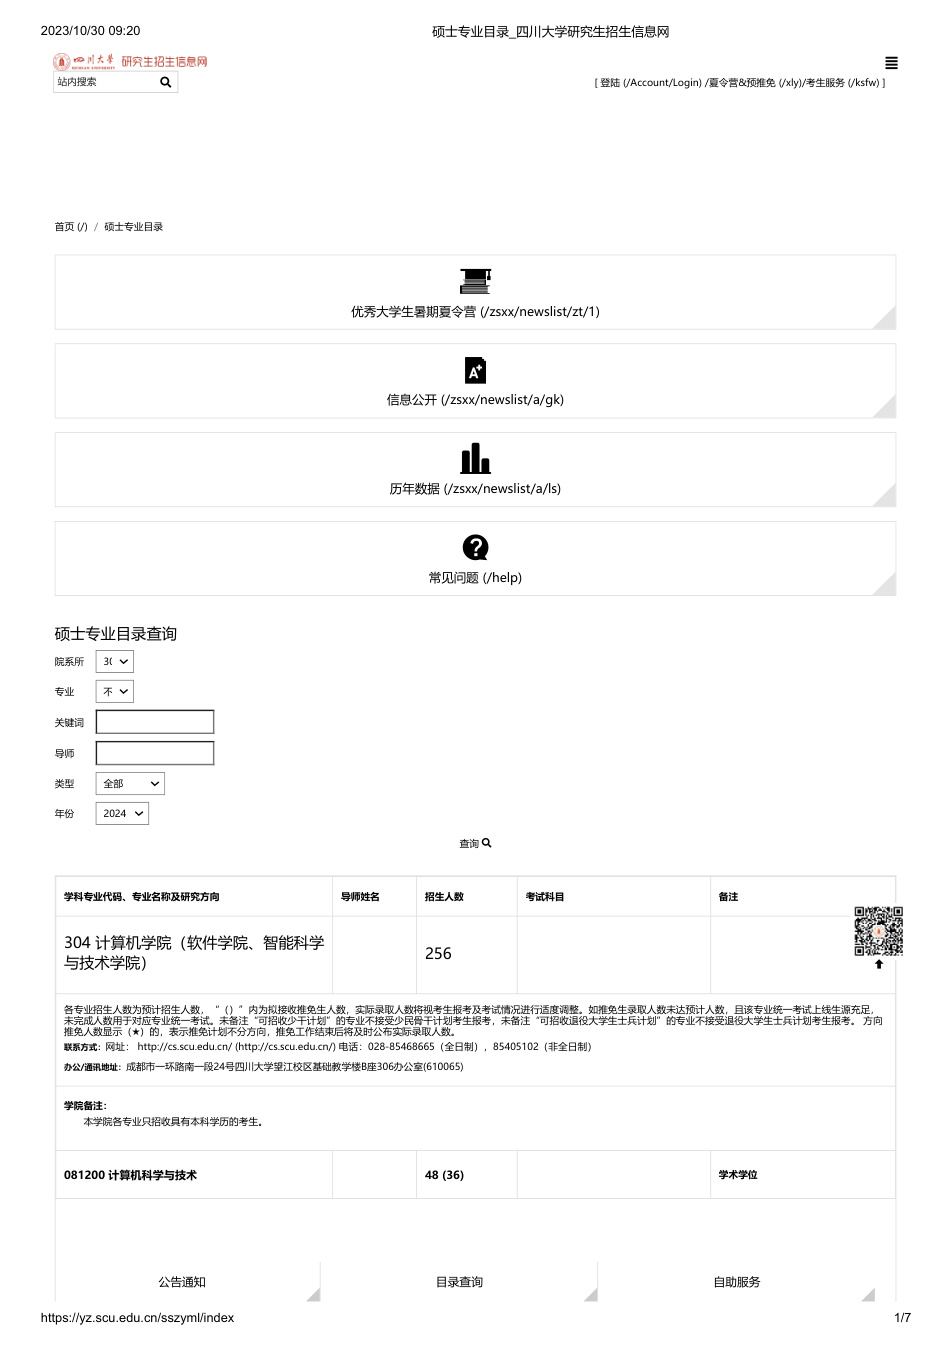 2023/10/30 09:20
硕士专业目录_四川大学研究生招生信息网
四川大学 研究生招生信息网
SICHUAN UNIVERSITY
站内搜索
[ 登陆 (/Account/Login) /夏令营&预推免 (/xly)/考生服务 (/ksfw) ]
首页 (/) / 硕士专业目录
优秀大学生暑期夏令营 (/zsxx/newslist/zt/1)
A+
信息公开 (/zsxx/newslist/a/gk)
历年数据 (/zsxx/newslist/a/ls)
?
常见问题 (/help)
硕士专业目录查询
院系所 30
专业 不
关键词
导师
类型 全部
年份 2024
查询
学科专业代码、专业名称及研究方向 导师姓名 招生人数 考试科目 备注
304 计算机学院（软件学院、智能科学
与技术学院） 256
各专业招生人数为预计招生人数，“（）”内为拟接收推免生人数，实际录取人数将视考生报考及考试情况进行适度调整。如推免生录取人数未达预计人数，且该专业统一考试上线生源充足，
未完成人数用于对应专业统一考试。未备注“可招收少干计划”的专业不接受少民骨干计划考生报考，未备注“可招收退役大学生士兵计划”的专业不接受退役大学生士兵计划考生报考。 方向
推免人数显示（★）的，表示推免计划不分方向，推免工作结束后将及时公布实际录取人数。
联系方式：网址： http://cs.scu.edu.cn/ (http://cs.scu.edu.cn/) 电话：028-85468665（全日制），85405102（非全日制）
办公/通讯地址：成都市一环路南一段24号四川大学望江校区基础教学楼B座306办公室(610065)
学院备注：
本学院各专业只招收具有本科学历的考生。
081200 计算机科学与技术 48 (36) 学术学位
公告通知 目录查询 自助服务
https://yz.scu.edu.cn/sszyml/index
1/7